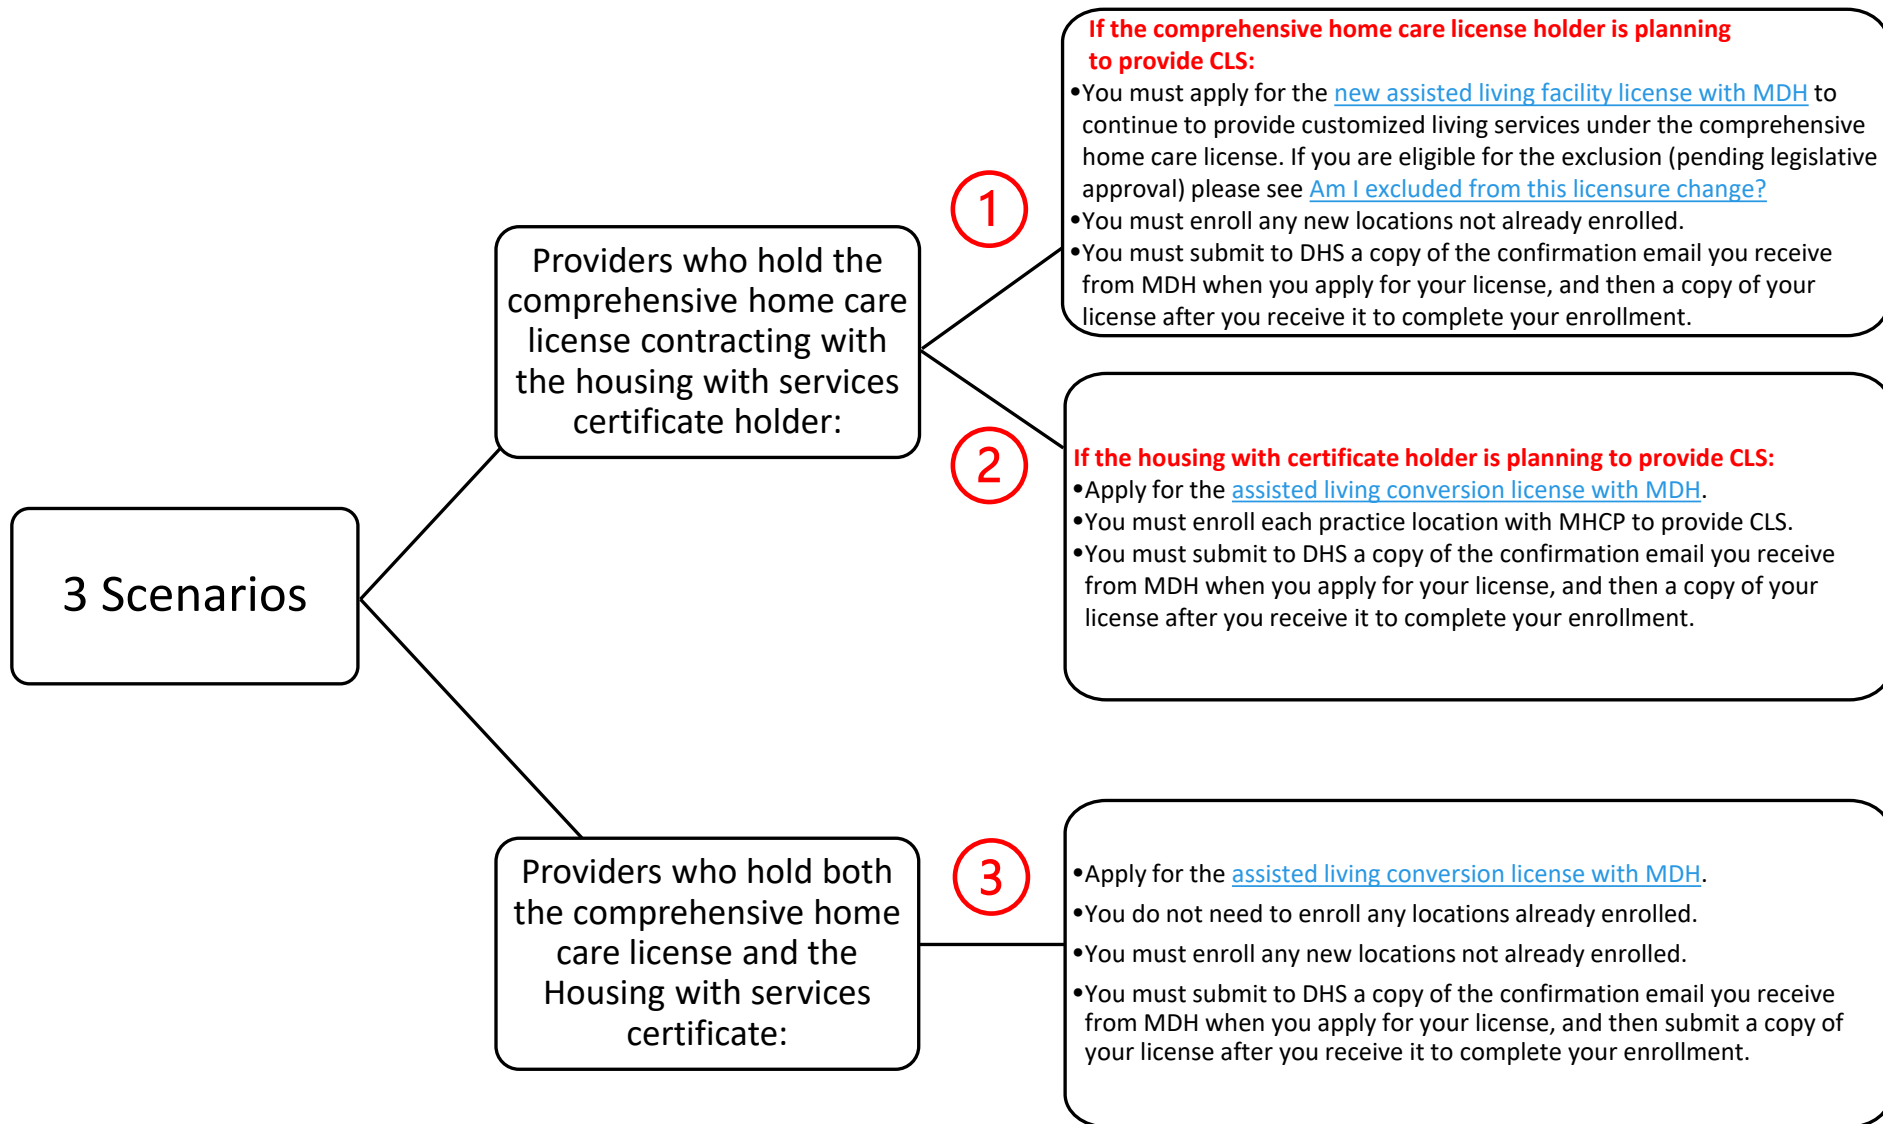 3 Scenarios
Providers who hold the
comprehensive home care
license contracting with
the housing with services
certificate holder:
1
If the comprehensive home care license holder is planning
to provide CLS:
•You must apply for the new assisted living facility license with MDH to
continue to provide customized living services under the comprehensive
home care license. If you are eligible for the exclusion (pending legislative
approval) please see Am I excluded from this licensure change?
•You must enroll any new locations not already enrolled.
•You must submit to DHS a copy of the confirmation email you receive
from MDH when you apply for your license, and then a copy of your
license after you receive it to complete your enrollment.
2
If the housing with certificate holder is planning to provide CLS:
•Apply for the assisted living conversion license with MDH.
•You must enroll each practice location with MHCP to provide CLS.
•You must submit to DHS a copy of the confirmation email you receive
from MDH when you apply for your license, and then a copy of your
license after you receive it to complete your enrollment.
Providers who hold both
the comprehensive home
care license and the
Housing with services
certificate:
3
•Apply for the assisted living conversion license with MDH.
•You do not need to enroll any locations already enrolled.
•You must enroll any new locations not already enrolled.
•You must submit to DHS a copy of the confirmation email you receive
from MDH when you apply for your license, and then submit a copy of
your license after you receive it to complete your enrollment.